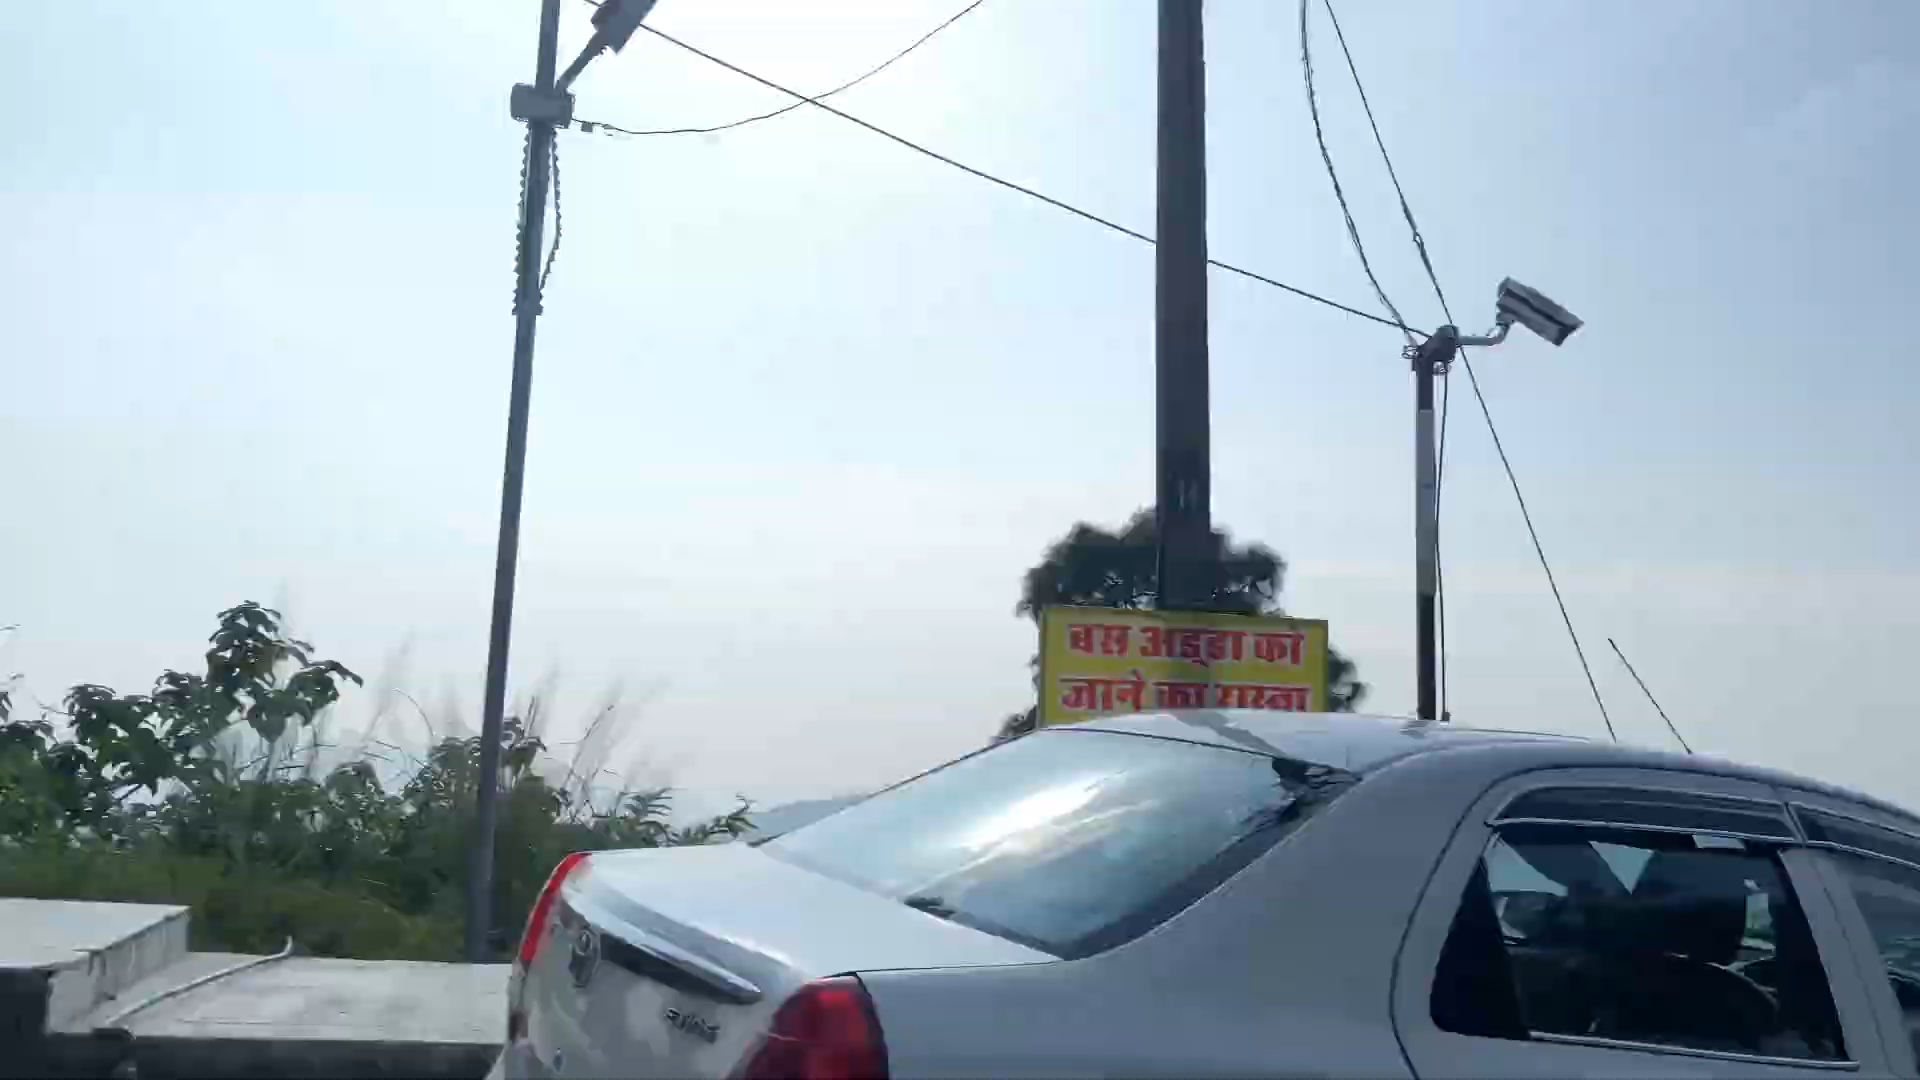 बस अड्डा को
जाने का रास्ता